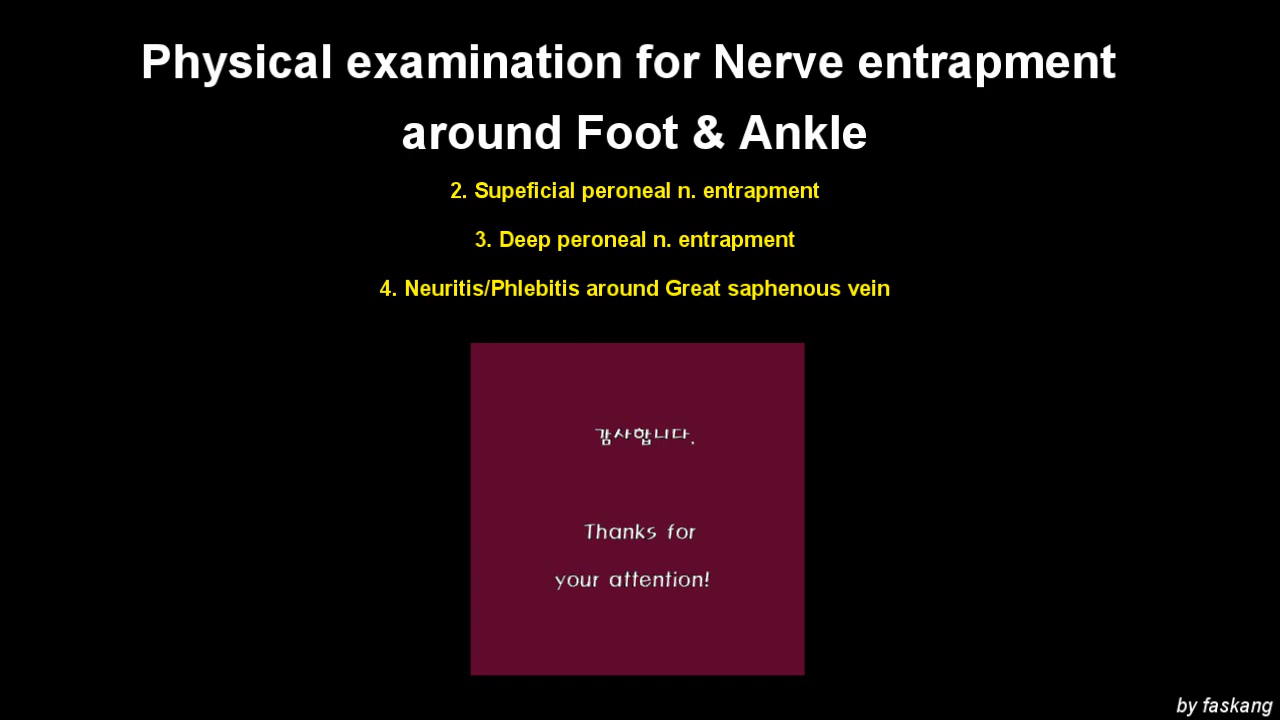 Physical examination for Nerve entrapment
around Foot & Ankle
2. Supeficial peroneal n. entrapment
3. Deep peroneal n. entrapment
4. Neuritis/Phlebitis around Great saphenous vein
감사합니다.
Thanks for
your attention!
by faskang